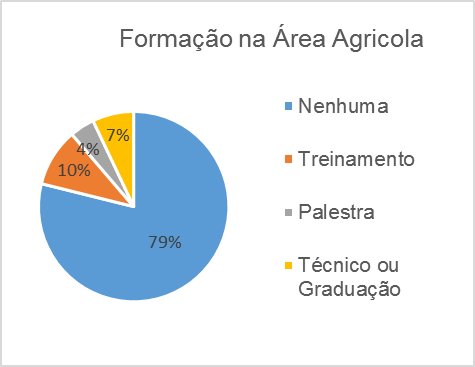 Formação na Área Agricola
Nenhuma
Treinamento
Palestra
Técnico ou
Graduação
7%
4%
10%
79%